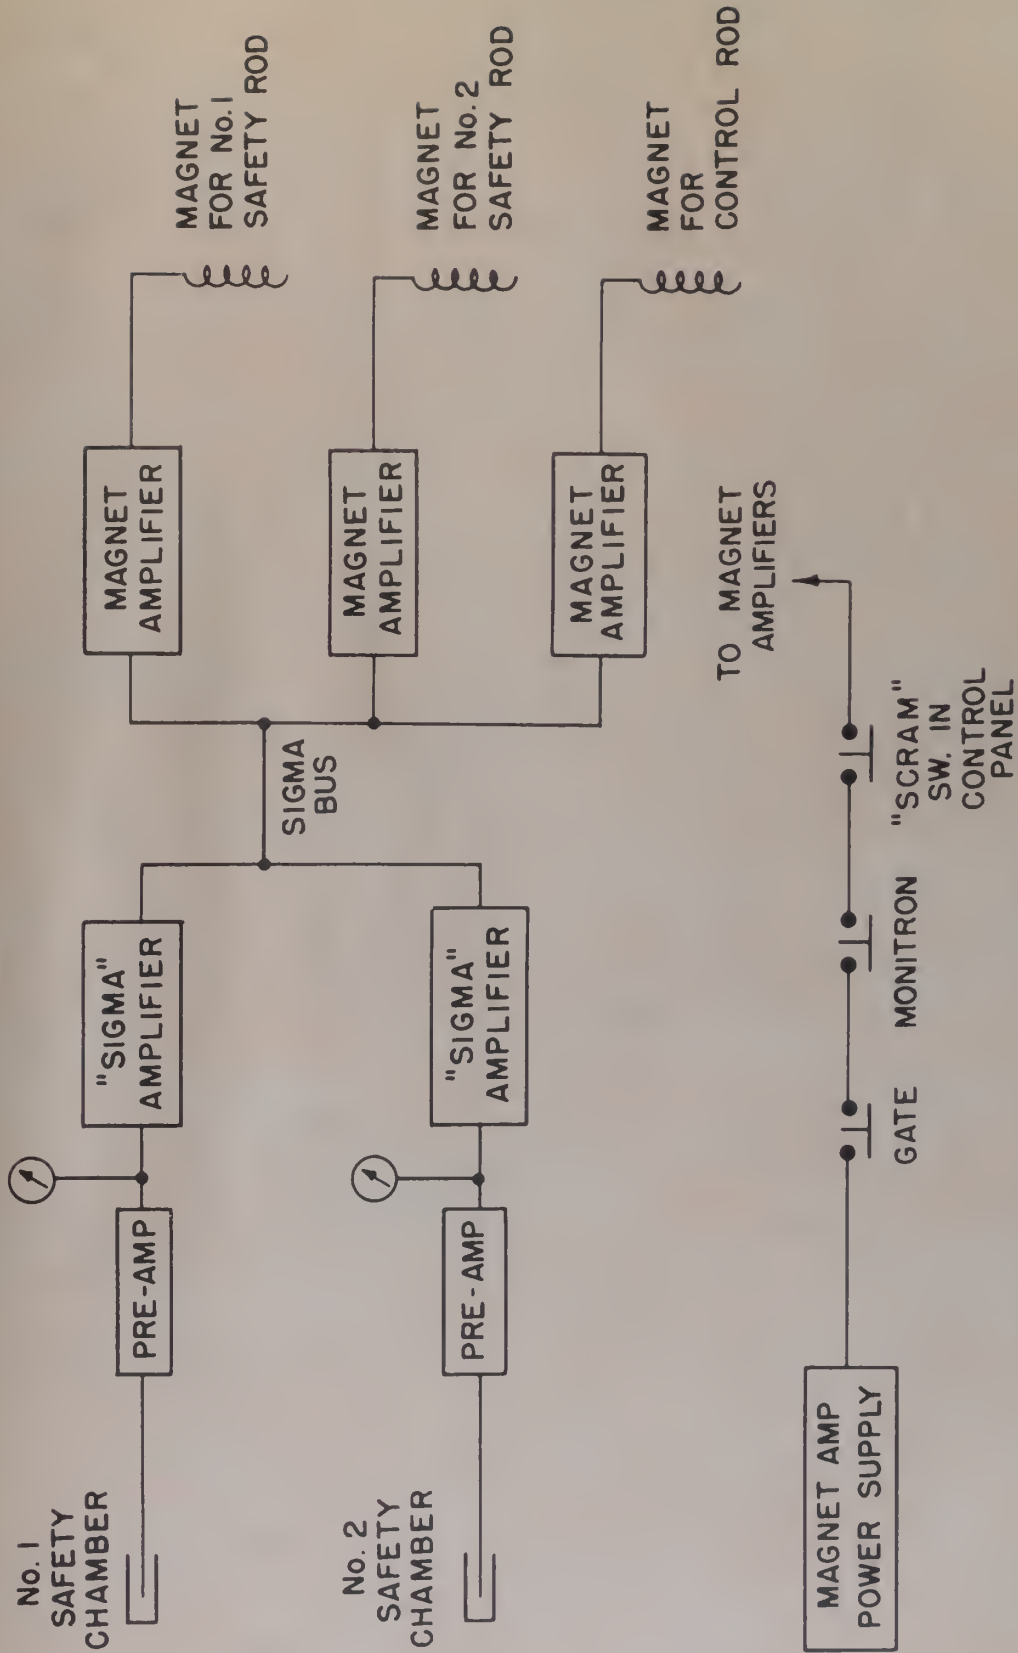 No. 1
SAFETY
CHAMBER
PRE-AMP
"SIGMA"
AMPLIFIER
MAGNET
AMPLIFIER
MAGNET
FOR No. 1
SAFETY ROD
SIGMA
BUS
MAGNET
AMPLIFIER
MAGNET
FOR No. 2
SAFETY ROD
No. 2
SAFETY
CHAMBER
PRE-AMP
"SIGMA"
AMPLIFIER
MAGNET
AMPLIFIER
MAGNET
FOR
CONTROL ROD
MAGNET AMP
POWER SUPPLY
GATE
MONITRON
"SCRAM"
SW. IN
CONTROL
PANEL
TO MAGNET
AMPLIFIERS